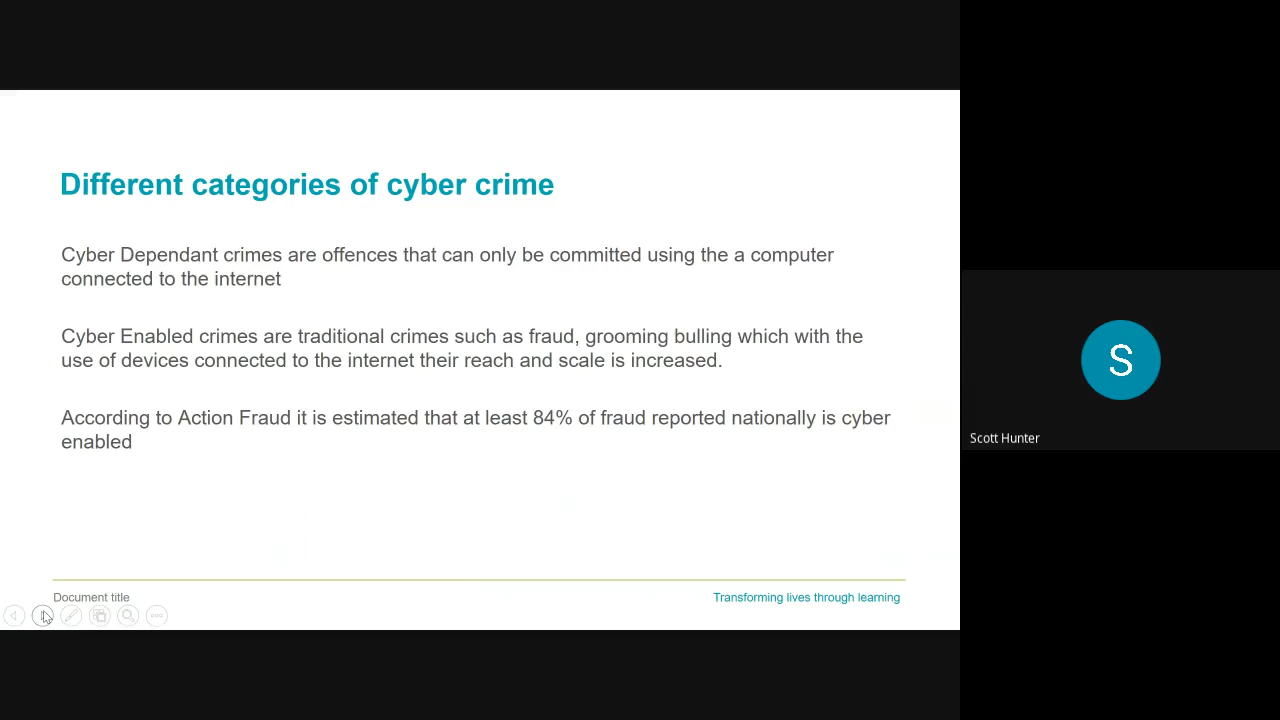 Different categories of cyber crime
Cyber Dependant crimes are offences that can only be committed using the a computer
connected to the internet
Cyber Enabled crimes are traditional crimes such as fraud, grooming bulling which with the
use of devices connected to the internet their reach and scale is increased.
According to Action Fraud it is estimated that at least 84% of fraud reported nationally is cyber
enabled
Document title
Transforming lives through learning
S
Scott Hunter